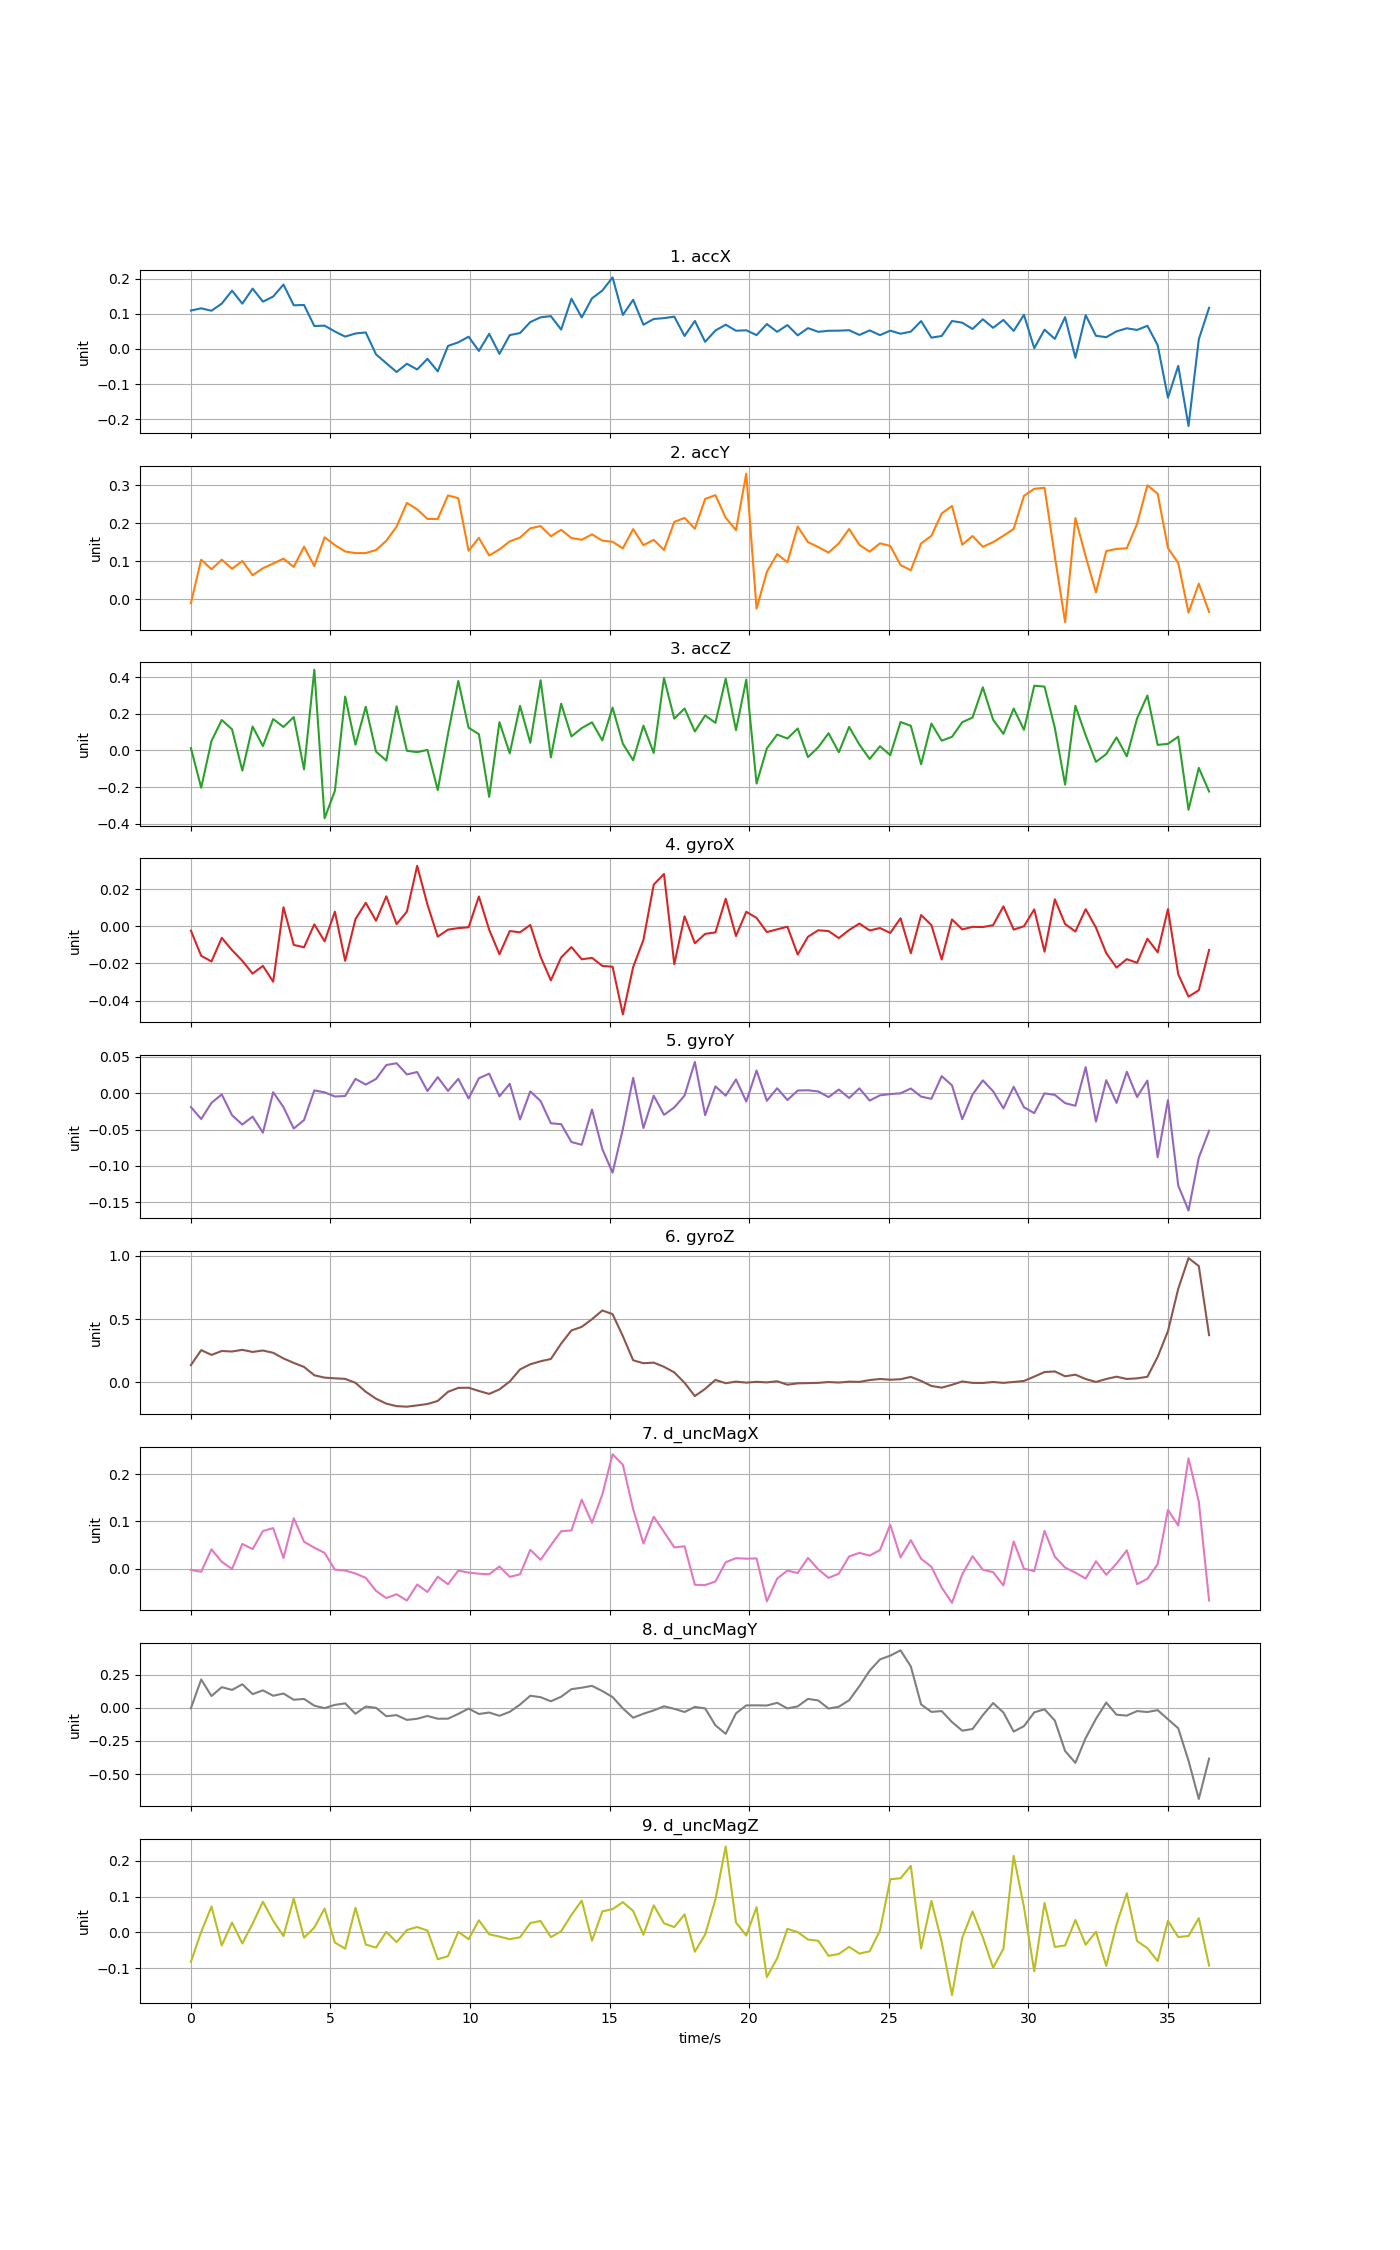 1. accX
0.2
0.1
0.0
−0.1
−0.2
unit
2. accY
0.3
0.2
0.1
0.0
unit
3. accZ
0.4
0.2
0.0
−0.2
−0.4
unit
4. gyroX
0.02
0.00
−0.02
−0.04
unit
5. gyroY
0.05
0.00
−0.05
−0.10
−0.15
unit
6. gyroZ
1.0
0.5
0.0
unit
7. d_uncMagX
0.2
0.1
0.0
unit
8. d_uncMagY
0.25
0.00
−0.25
−0.50
unit
9. d_uncMagZ
0.2
0.1
0.0
−0.1
unit
0 5 10 15 20 25 30 35
time/s